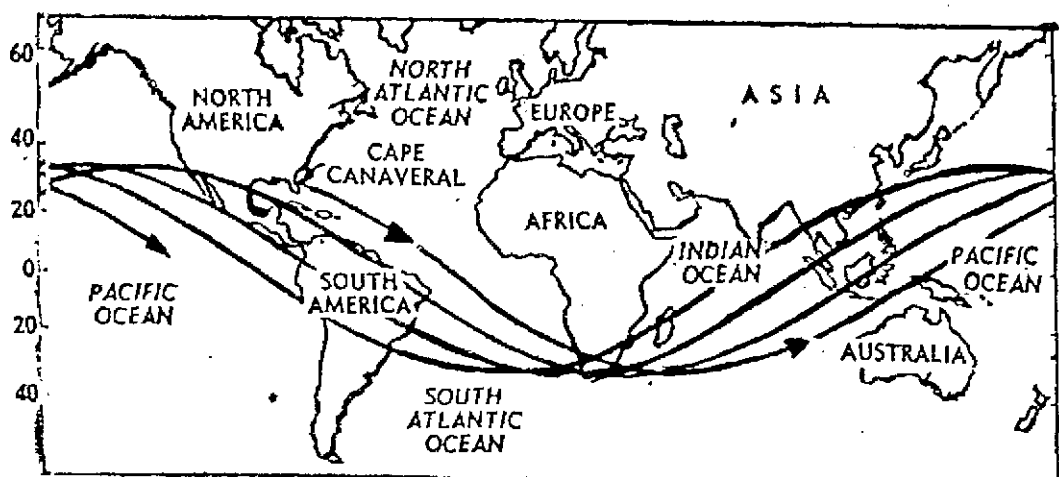 60
40
20
0
20
40
NORTH
AMERICA
NORTH
ATLANTIC
OCEAN
CAPE
CANAVERAL
EUROPE
ASIA
AFRICA
INDIAN
OCEAN
PACIFIC
OCEAN
SOUTH
AMERICA
PACIFIC
OCEAN
AUSTRALIA
SOUTH
ATLANTIC
OCEAN